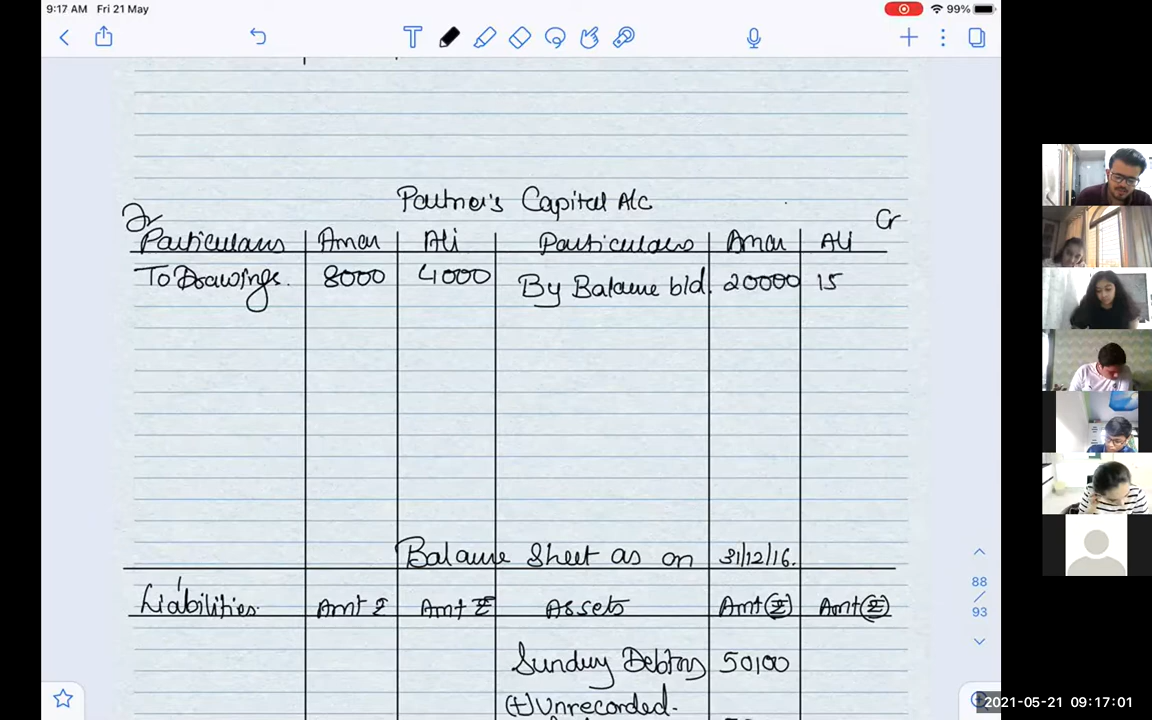 9:17 AM Fri 21 May
99%
Partner's Capital A/c
Dr
Cr
Particulars Amar Ali Particulars Amar Ali
To Drawings. 8000 4000 By Balance b/d. 20000 15
Balance Sheet as on 31/12/16.
Liabilities. Amt ₹ Amt ₹ Assets Amt(₹) Amt(₹)
Sundry Debtors 50100
(+) Unrecorded.
88
/
93
2021-05-21 09:17:01